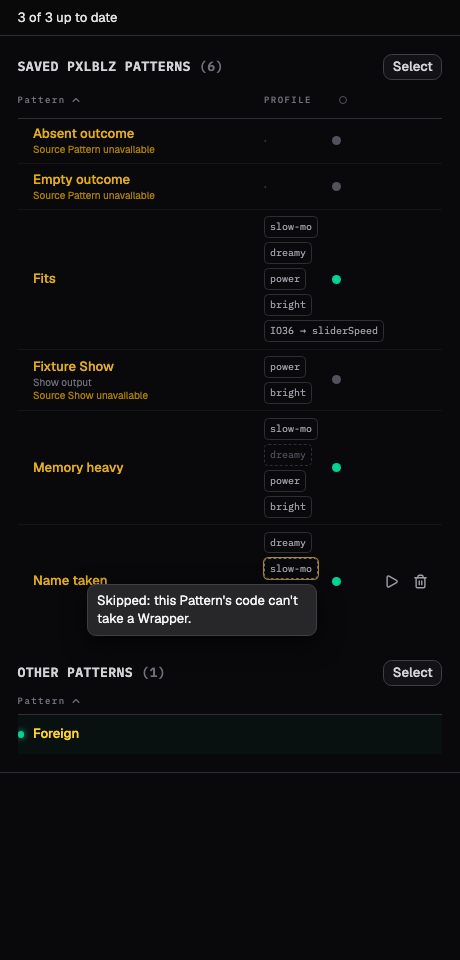 3 of 3 up to date
SAVED PXLBLZ PATTERNS (6)
Select
Pattern
PROFILE
Absent outcome
Source Pattern unavailable
Empty outcome
Source Pattern unavailable
Fits
slow-mo
dreamy
power
bright
IO36 → sliderSpeed
Fixture Show
Show output
Source Show unavailable
power
bright
Memory heavy
slow-mo
dreamy
power
bright
Name taken
dreamy
slow-mo
Skipped: this Pattern's code can't
take a Wrapper.
OTHER PATTERNS (1)
Select
Pattern
Foreign